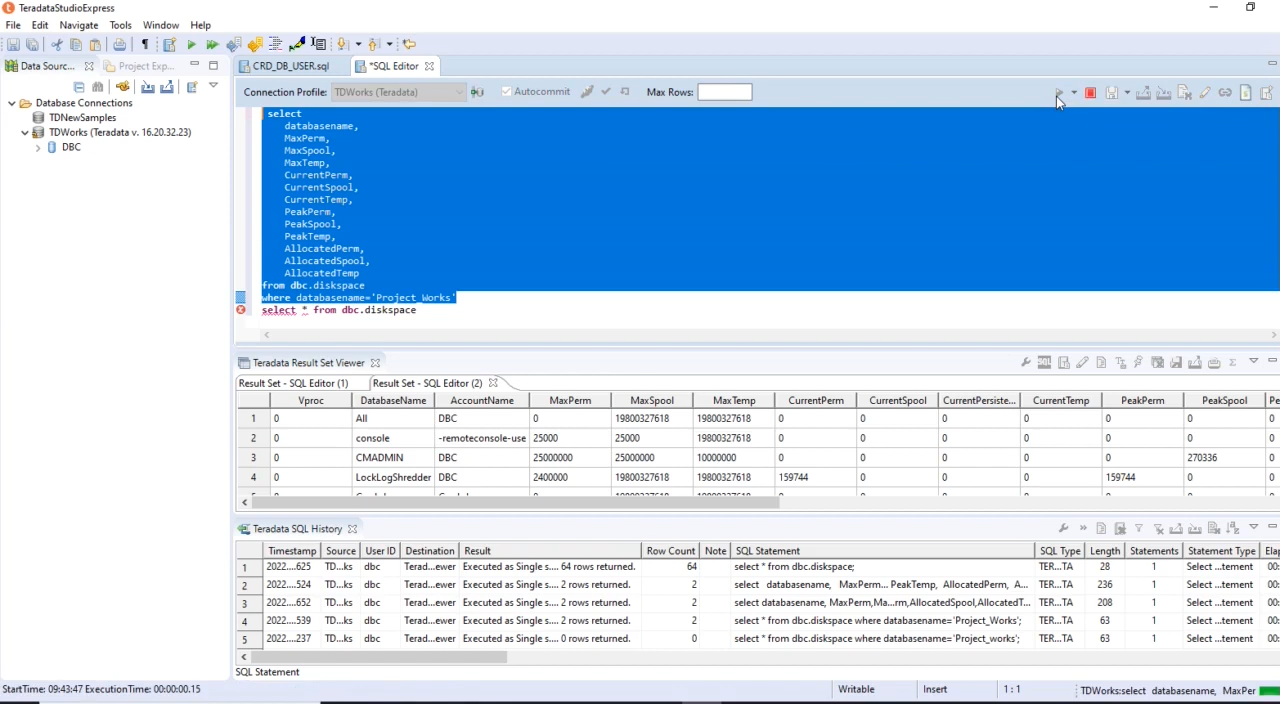 TeradataStudioExpress
File Edit Navigate Tools Window Help
Data Sourc... Project Exp...
Database Connections
TDNewSamples
TDWorks (Teradata v. 16.20.32.23)
DBC
CRD_DB_USER.sql *SQL Editor
Connection Profile: TDWorks (Teradata) Autocommit Max Rows:
select
databasename,
MaxPerm,
MaxSpool,
MaxTemp,
CurrentPerm,
CurrentSpool,
CurrentTemp,
PeakPerm,
PeakSpool,
PeakTemp,
AllocatedPerm,
AllocatedSpool,
AllocatedTemp
from dbc.diskspace
where databasename='Project_Works'
select * from dbc.diskspace
Teradata Result Set Viewer
Result Set - SQL Editor (1) Result Set - SQL Editor (2)
Vproc DatabaseName AccountName MaxPerm MaxSpool MaxTemp CurrentPerm CurrentSpool CurrentPersiste... CurrentTemp PeakPerm PeakSpool Pe
1 0 All DBC 0 19800327618 19800327618 0 0 0 0 0 0 0
2 0 console -remoteconsole-use 25000 25000 19800327618 0 0 0 0 0 0 0
3 0 CMADMIN DBC 25000000 25000000 10000000 0 0 0 0 0 270336 0
4 0 LockLogShredder DBC 2400000 19800327618 19800327618 159744 0 0 0 159744 0 0
Teradata SQL History
Timestamp Source User ID Destination Result Row Count Note SQL Statement SQL Type Length Statements Statement Type Elap
1 2022....625 TD...ks dbc Terad...ewer Executed as Single s.... 64 rows returned. 64 select * from dbc.diskspace; TER...TA 28 1 Select ...tement 00:
2 2022....524 TD...ks dbc Terad...ewer Executed as Single s.... 2 rows returned. 2 select databasename, MaxPerm... PeakTemp, AllocatedPerm, A... TER...TA 236 1 Select ...tement 00:
3 2022....652 TD...ks dbc Terad...ewer Executed as Single s.... 2 rows returned. 2 select databasename, MaxPerm,Ma...rm,AllocatedSpool,AllocatedT... TER...TA 208 1 Select ...tement 00:
4 2022....539 TD...ks dbc Terad...ewer Executed as Single s.... 2 rows returned. 2 select * from dbc.diskspace where databasename='Project_Works'; TER...TA 63 1 Select ...tement 00:
5 2022....237 TD...ks dbc Terad...ewer Executed as Single s.... 0 rows returned. 0 select * from dbc.diskspace where databasename='Project_works'; TER...TA 63 1 Select ...tement 00:
SQL Statement
StartTime: 09:43:47 ExecutionTime: 00:00:00.15 Writable Insert 1 : 1 TDWorks:select databasename, MaxPer